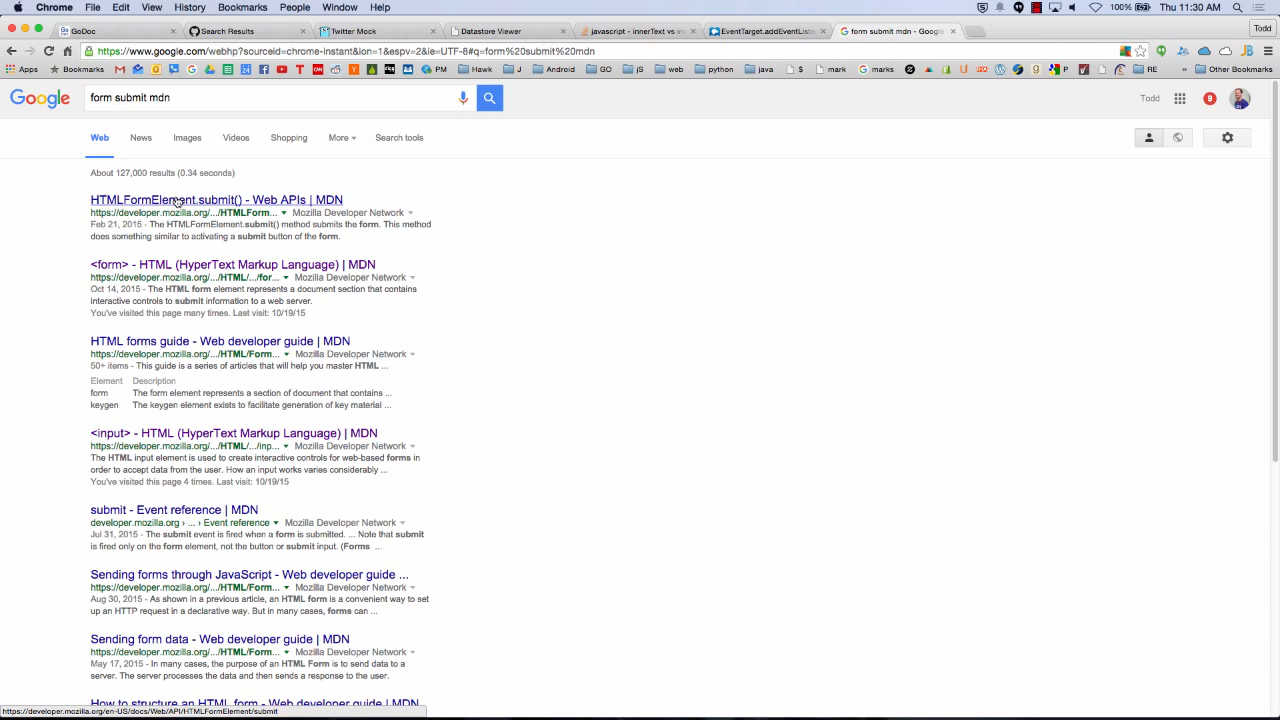 Chrome File Edit View History Bookmarks People Window Help 100% Thu 11:30 AM
GoDoc Search Results Twitter Mock Datastore Viewer javascript - innerText vs in EventTarget.addEventListe form submit mdn - Google Todd
https://www.google.com/webhp?sourceid=chrome-instant&ion=1&espv=2&ie=UTF-8#q=form%20submit%20mdn
Apps Bookmarks PM Hawk J Android GO jS web python java $ mark marks RE » Other Bookmarks
Google form submit mdn Todd 9
Web News Images Videos Shopping More Search tools
About 127,000 results (0.34 seconds)
HTMLFormElement.submit() - Web APIs | MDN
https://developer.mozilla.org/.../HTMLForm... Mozilla Developer Network
Feb 21, 2015 - The HTMLFormElement.submit() method submits the form. This method
does something similar to activating a submit button of the form.
<form> - HTML (HyperText Markup Language) | MDN
https://developer.mozilla.org/.../HTML/.../for... Mozilla Developer Network
Oct 14, 2015 - The HTML form element represents a document section that contains
interactive controls to submit information to a web server.
You've visited this page many times. Last visit: 10/19/15
HTML forms guide - Web developer guide | MDN
https://developer.mozilla.org/.../HTML/Form... Mozilla Developer Network
50+ items - This guide is a series of articles that will help you master HTML ...
Element Description
form The form element represents a section of document that contains ...
keygen The keygen element exists to facilitate generation of key material ...
<input> - HTML (HyperText Markup Language) | MDN
https://developer.mozilla.org/.../HTML/.../inp... Mozilla Developer Network
The HTML input element is used to create interactive controls for web-based forms in
order to accept data from the user. How an input works varies considerably ...
You've visited this page 4 times. Last visit: 10/19/15
submit - Event reference | MDN
developer.mozilla.org › ... › Event reference Mozilla Developer Network
Jul 31, 2015 - The submit event is fired when a form is submitted. ... Note that submit
is fired only on the form element, not the button or submit input. (Forms ...
Sending forms through JavaScript - Web developer guide ...
https://developer.mozilla.org/.../HTML/Form... Mozilla Developer Network
Aug 30, 2015 - As shown in a previous article, an HTML form is a convenient way to set
up an HTTP request in a declarative way. But in many cases, forms can ...
Sending form data - Web developer guide | MDN
https://developer.mozilla.org/.../HTML/Form... Mozilla Developer Network
May 17, 2015 - In many cases, the purpose of an HTML Form is to send data to a
server. The server processes the data and then sends a response to the user.
How to structure an HTML form - Web developer guide | MDN
https://developer.mozilla.org/en-US/docs/Web/API/HTMLFormElement/submit